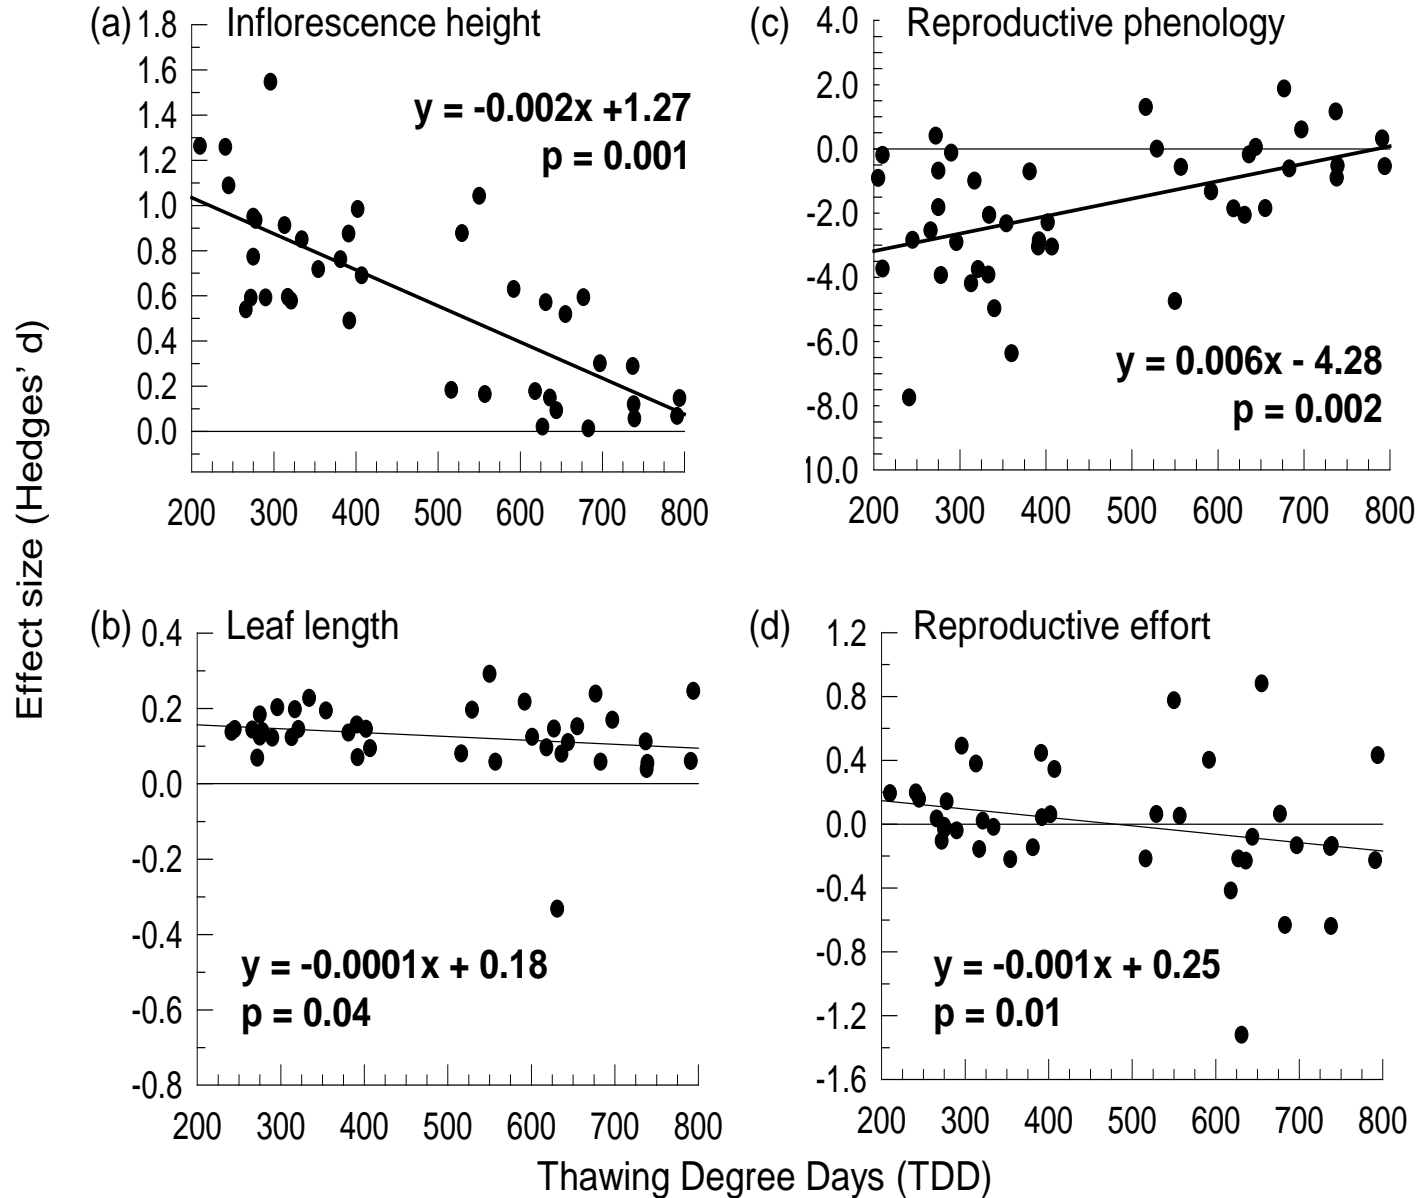 (a) Inflorescence height
1.8
1.6
1.4
1.2
1.0
0.8
0.6
0.4
0.2
0.0
y = -0.002x +1.27
p = 0.001
200 300 400 500 600 700 800
(c) Reproductive phenology
4.0
2.0
0.0
-2.0
-4.0
-6.0
-8.0
10.0
y = 0.006x - 4.28
p = 0.002
200 300 400 500 600 700 800
Effect size (Hedges' d)
(b) Leaf length
0.4
0.2
0.0
-0.2
-0.4
-0.6
-0.8
y = -0.0001x + 0.18
p = 0.04
200 300 400 500 600 700 800
(d) Reproductive effort
1.2
0.8
0.4
0.0
-0.4
-0.8
-1.2
-1.6
y = -0.001x + 0.25
p = 0.01
200 300 400 500 600 700 800
Thawing Degree Days (TDD)